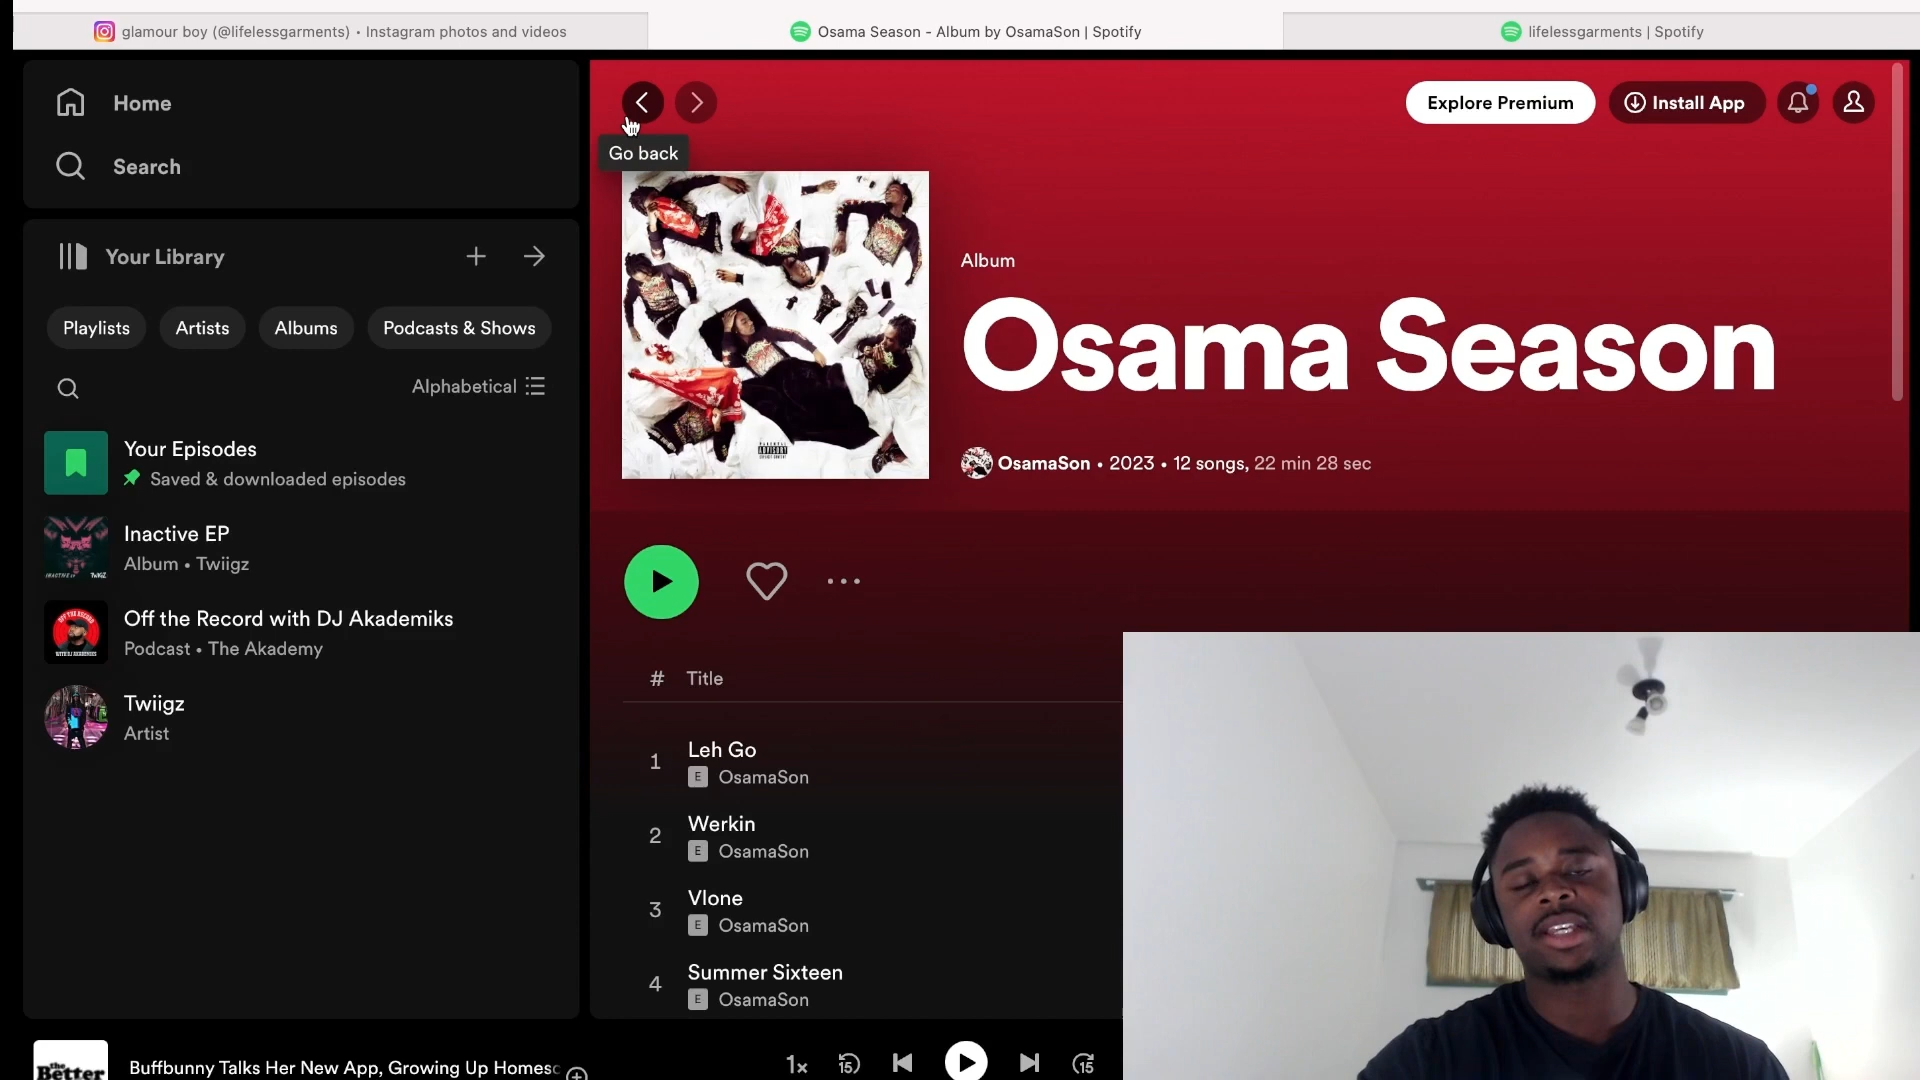 glamour boy (@lifelessgarments) • Instagram photos and videos
Osama Season - Album by OsamaSon | Spotify
lifelessgarments | Spotify
Home
Search
Go back
Explore Premium
Install App
Your Library
Playlists
Artists
Albums
Podcasts & Shows
Alphabetical
Your Episodes
Saved & downloaded episodes
Inactive EP
Album • Twiigz
Off the Record with DJ Akademiks
Podcast • The Akademy
Twiigz
Artist
Album
Osama Season
OsamaSon • 2023 • 12 songs, 22 min 28 sec
# Title
1 Leh Go
E OsamaSon
2 Werkin
E OsamaSon
3 Vlone
E OsamaSon
4 Summer Sixteen
E OsamaSon
the
Better
Buffbunny Talks Her New App, Growing Up
1x
15
15